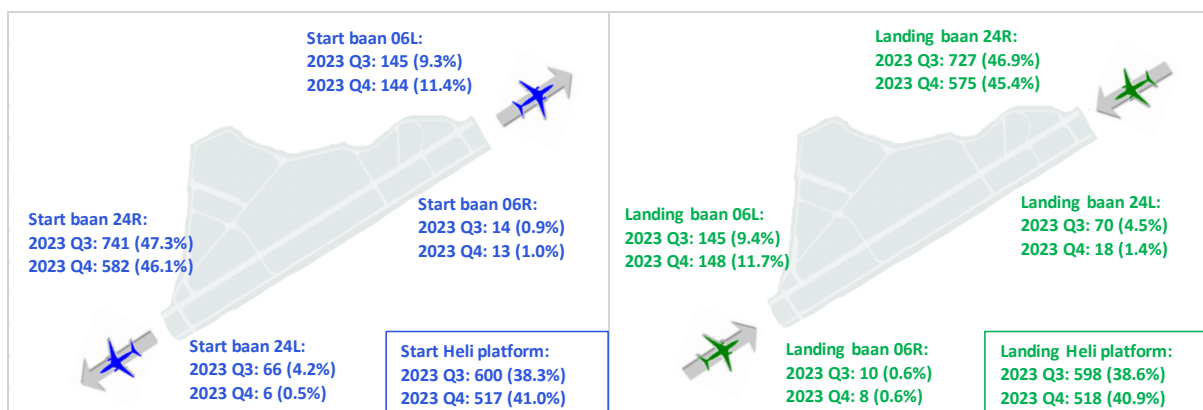 Start baan 06L:
2023 Q3: 145 (9.3%)
2023 Q4: 144 (11.4%)
Start baan 24R:
2023 Q3: 741 (47.3%)
2023 Q4: 582 (46.1%)
Start baan 06R:
2023 Q3: 14 (0.9%)
2023 Q4: 13 (1.0%)
Start baan 24L:
2023 Q3: 66 (4.2%)
2023 Q4: 6 (0.5%)
Start Heli platform:
2023 Q3: 600 (38.3%)
2023 Q4: 517 (41.0%)
Landing baan 24R:
2023 Q3: 727 (46.9%)
2023 Q4: 575 (45.4%)
Landing baan 06L:
2023 Q3: 145 (9.4%)
2023 Q4: 148 (11.7%)
Landing baan 24L:
2023 Q3: 70 (4.5%)
2023 Q4: 18 (1.4%)
Landing baan 06R:
2023 Q3: 10 (0.6%)
2023 Q4: 8 (0.6%)
Landing Heli platform:
2023 Q3: 598 (38.6%)
2023 Q4: 518 (40.9%)